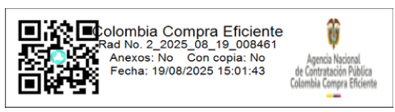 Colombia Compra Eficiente
Rad No. 2_2025_08_19_008461
Anexos: No Con copia: No
Fecha: 19/08/2025 15:01:43
Agencia Nacional
de Contratación Pública
Colombia Compra Eficiente